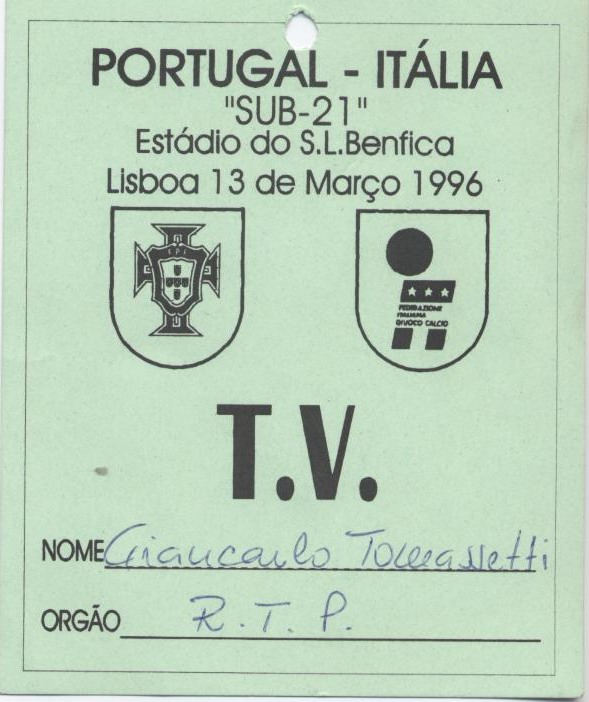 PORTUGAL - ITÁLIA
"SUB-21"
Estádio do S.L.Benfica
Lisboa 13 de Março 1996
F P F
FEDERAZIONE
ITALIANA
GIUOCO CALCIO
T.V.
NOME Giancarlo Tomassetti
ORGÃO R.T.P.